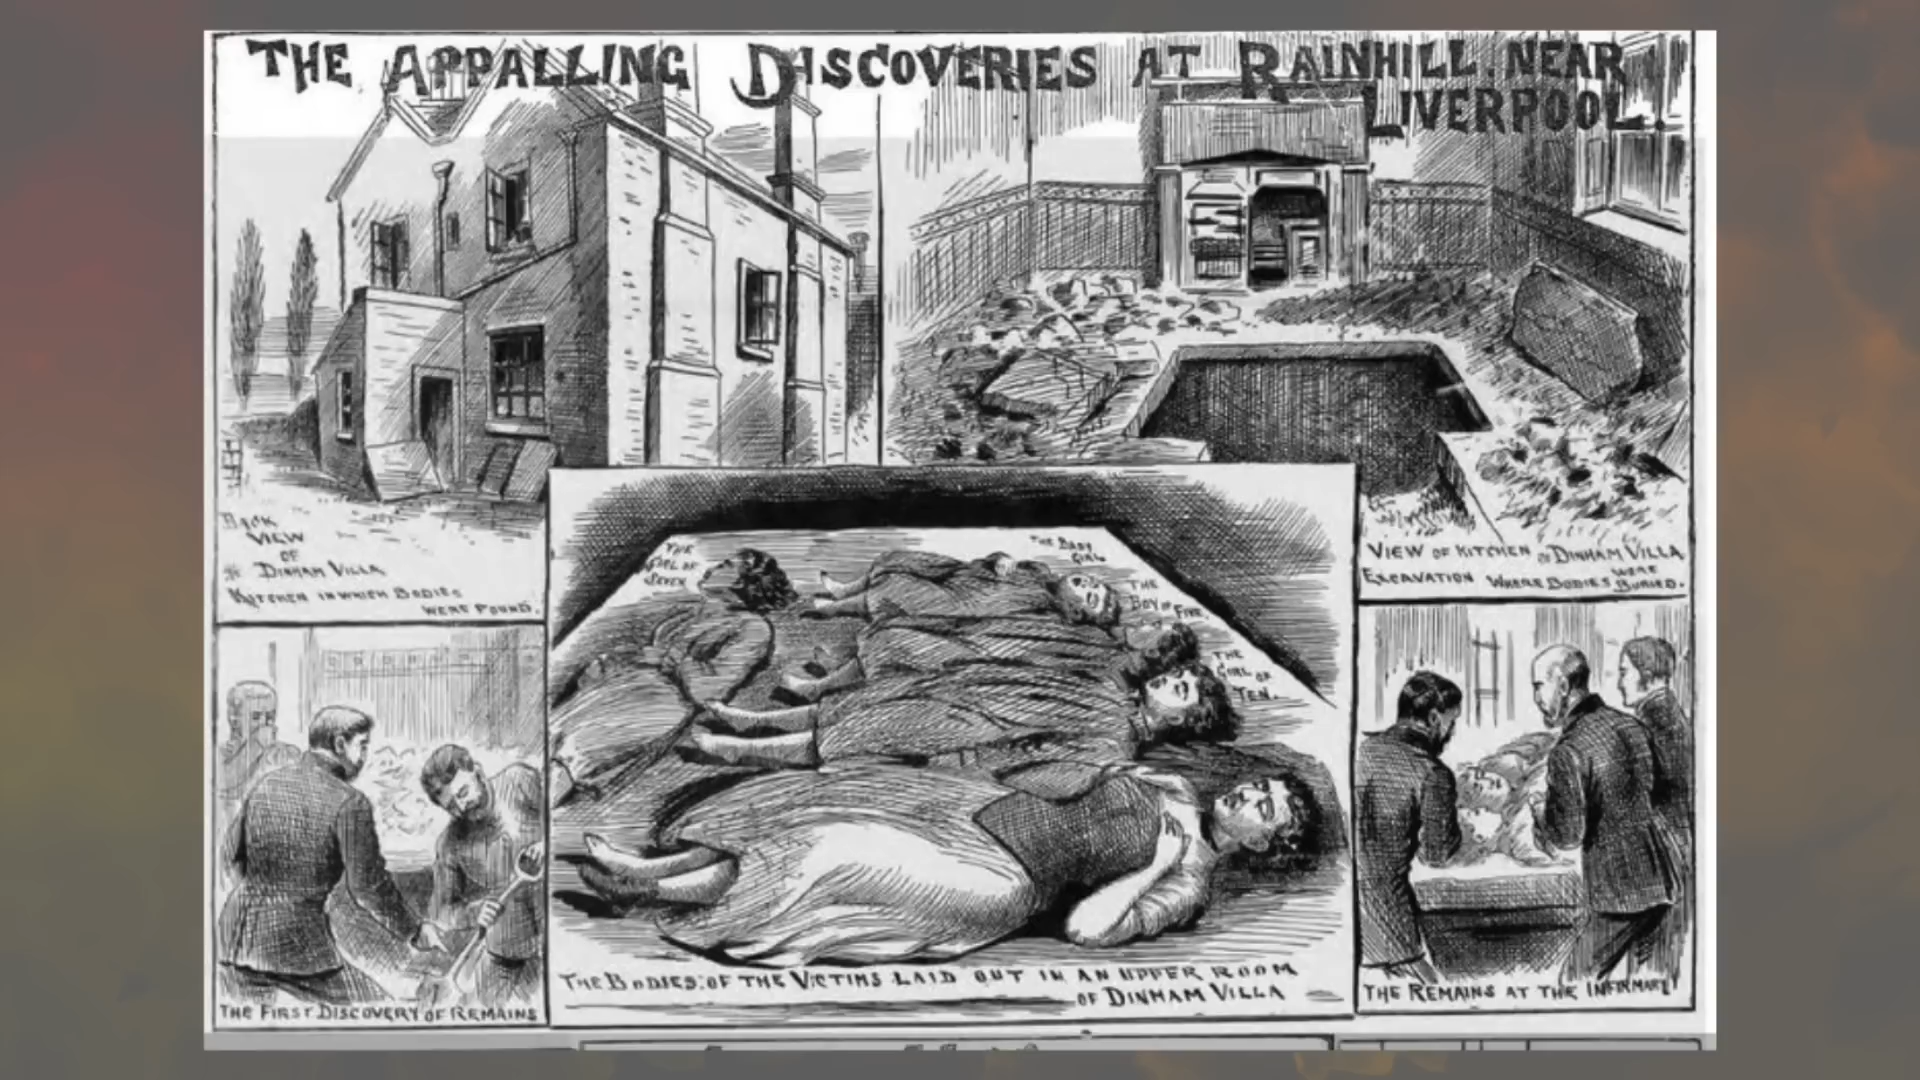 THE APPALLING DISCOVERIES AT RAINHILL. NEAR
LIVERPOOL.
BACK
VIEW
OF
DINHAM VILLA
KITCHEN IN WHICH BODIES
WERE FOUND.
VIEW OF KITCHEN OF DINHAM VILLA
EXCAVATION WHERE BODIES WERE
BURIED.
THE
GIRL OF
SEVEN
THE BABY
GIRL
THE
BOY OF FIVE
THE
GIRL OF
TEN.
THE FIRST DISCOVERY OF REMAINS
THE BODIES OF THE VICTIMS LAID OUT IN AN UPPER ROOM
OF DINHAM VILLA
THE REMAINS AT THE INFIRMARY